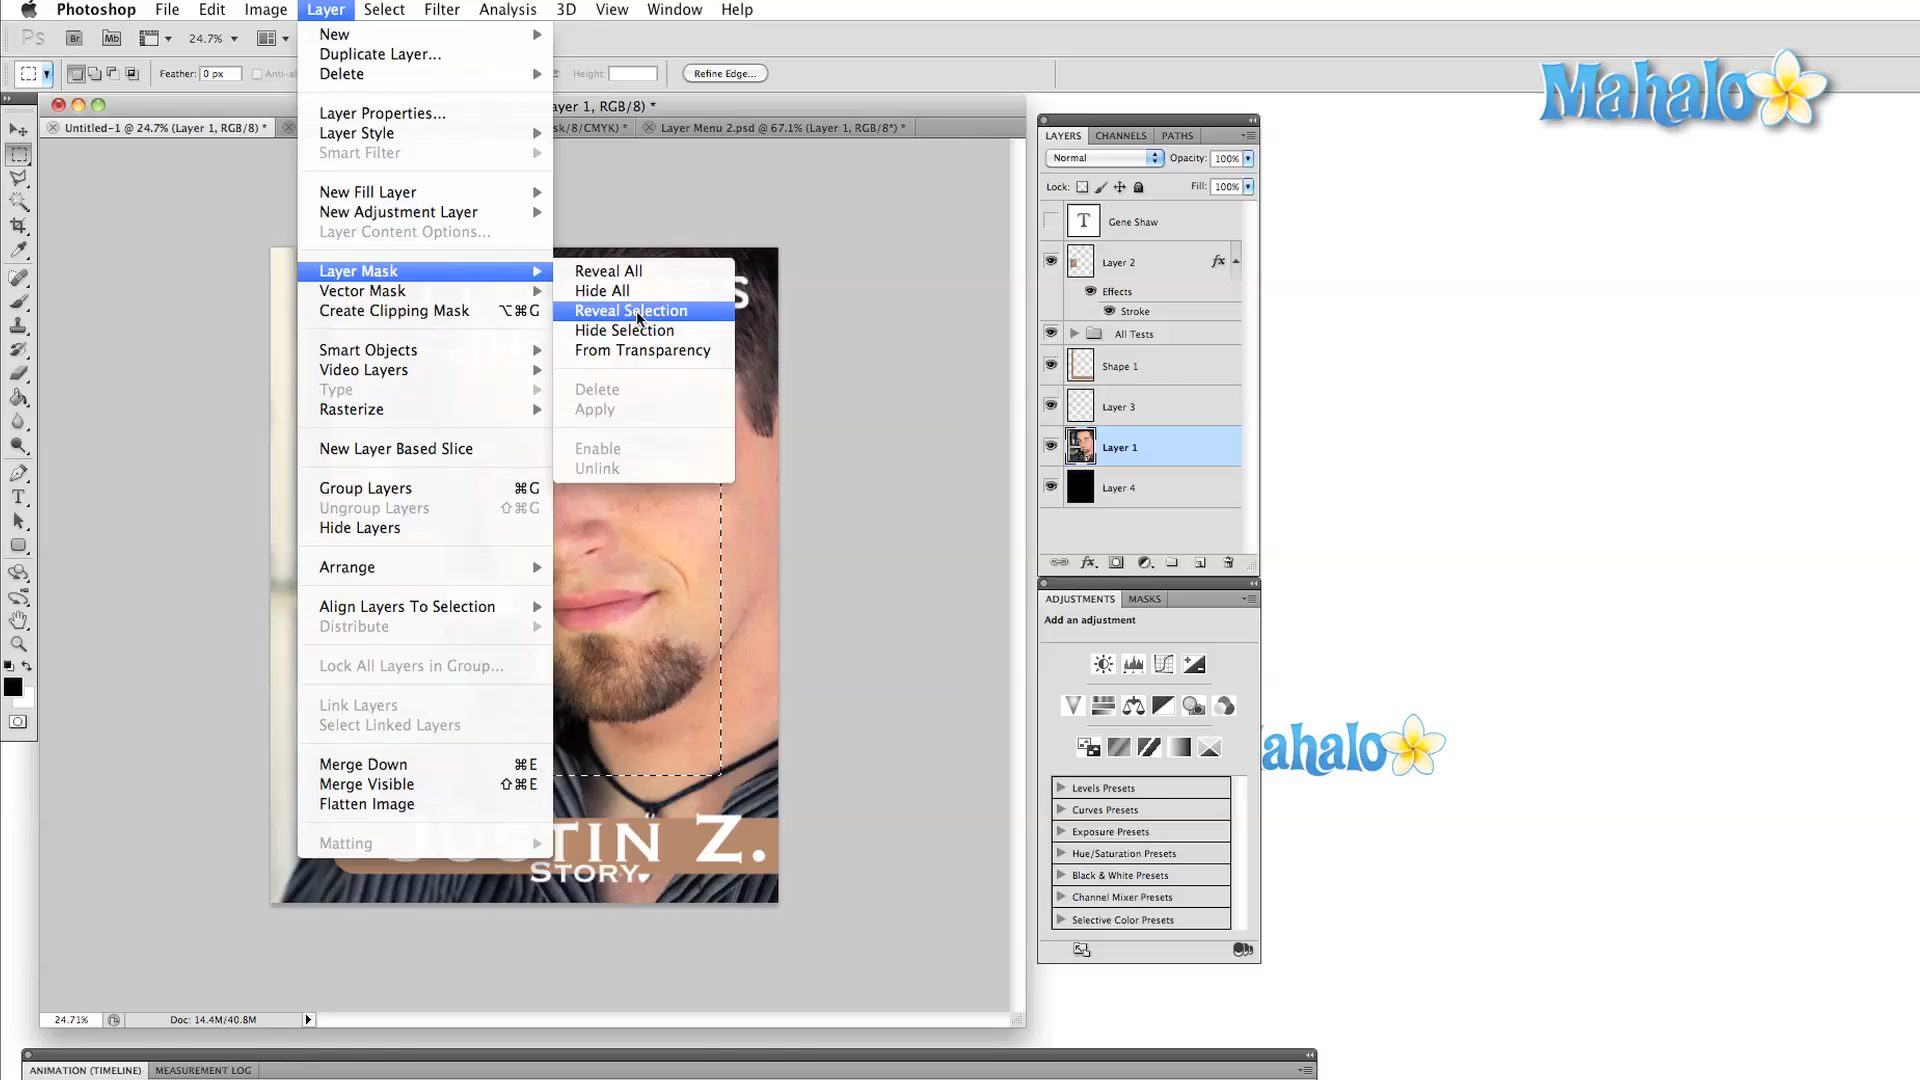 Photoshop File Edit Image Layer Select Filter Analysis 3D View Window Help
Ps Br Mb 24.7%
Feather: 0 px Height: Refine Edge...
Mahalo
ayer 1, RGB/8) *
Untitled-1 @ 24.7% (Layer 1, RGB/8) * sk/8/CMYK) * Layer Menu 2.psd @ 67.1% (Layer 1, RGB/8*) *
New
Duplicate Layer...
Delete
Layer Properties...
Layer Style
Smart Filter
New Fill Layer
New Adjustment Layer
Layer Content Options...
Layer Mask
Vector Mask
Create Clipping Mask ⌥⌘G
Smart Objects
Video Layers
Type
Rasterize
New Layer Based Slice
Group Layers ⌘G
Ungroup Layers ⇧⌘G
Hide Layers
Arrange
Align Layers To Selection
Distribute
Lock All Layers in Group...
Link Layers
Select Linked Layers
Merge Down ⌘E
Merge Visible ⇧⌘E
Flatten Image
Matting
Reveal All
Hide All
Reveal Selection
Hide Selection
From Transparency
Delete
Apply
Enable
Unlink
JUSTIN Z.
STORY
24.71% Doc: 14.4M/40.8M
LAYERS CHANNELS PATHS
Normal Opacity: 100%
Lock: Fill: 100%
T Gene Shaw
Layer 2 fx
Effects
Stroke
All Tests
Shape 1
Layer 3
Layer 1
Layer 4
fx.
ADJUSTMENTS MASKS
Add an adjustment
Levels Presets
Curves Presets
Exposure Presets
Hue/Saturation Presets
Black & White Presets
Channel Mixer Presets
Selective Color Presets
ahalo
ANIMATION (TIMELINE) MEASUREMENT LOG